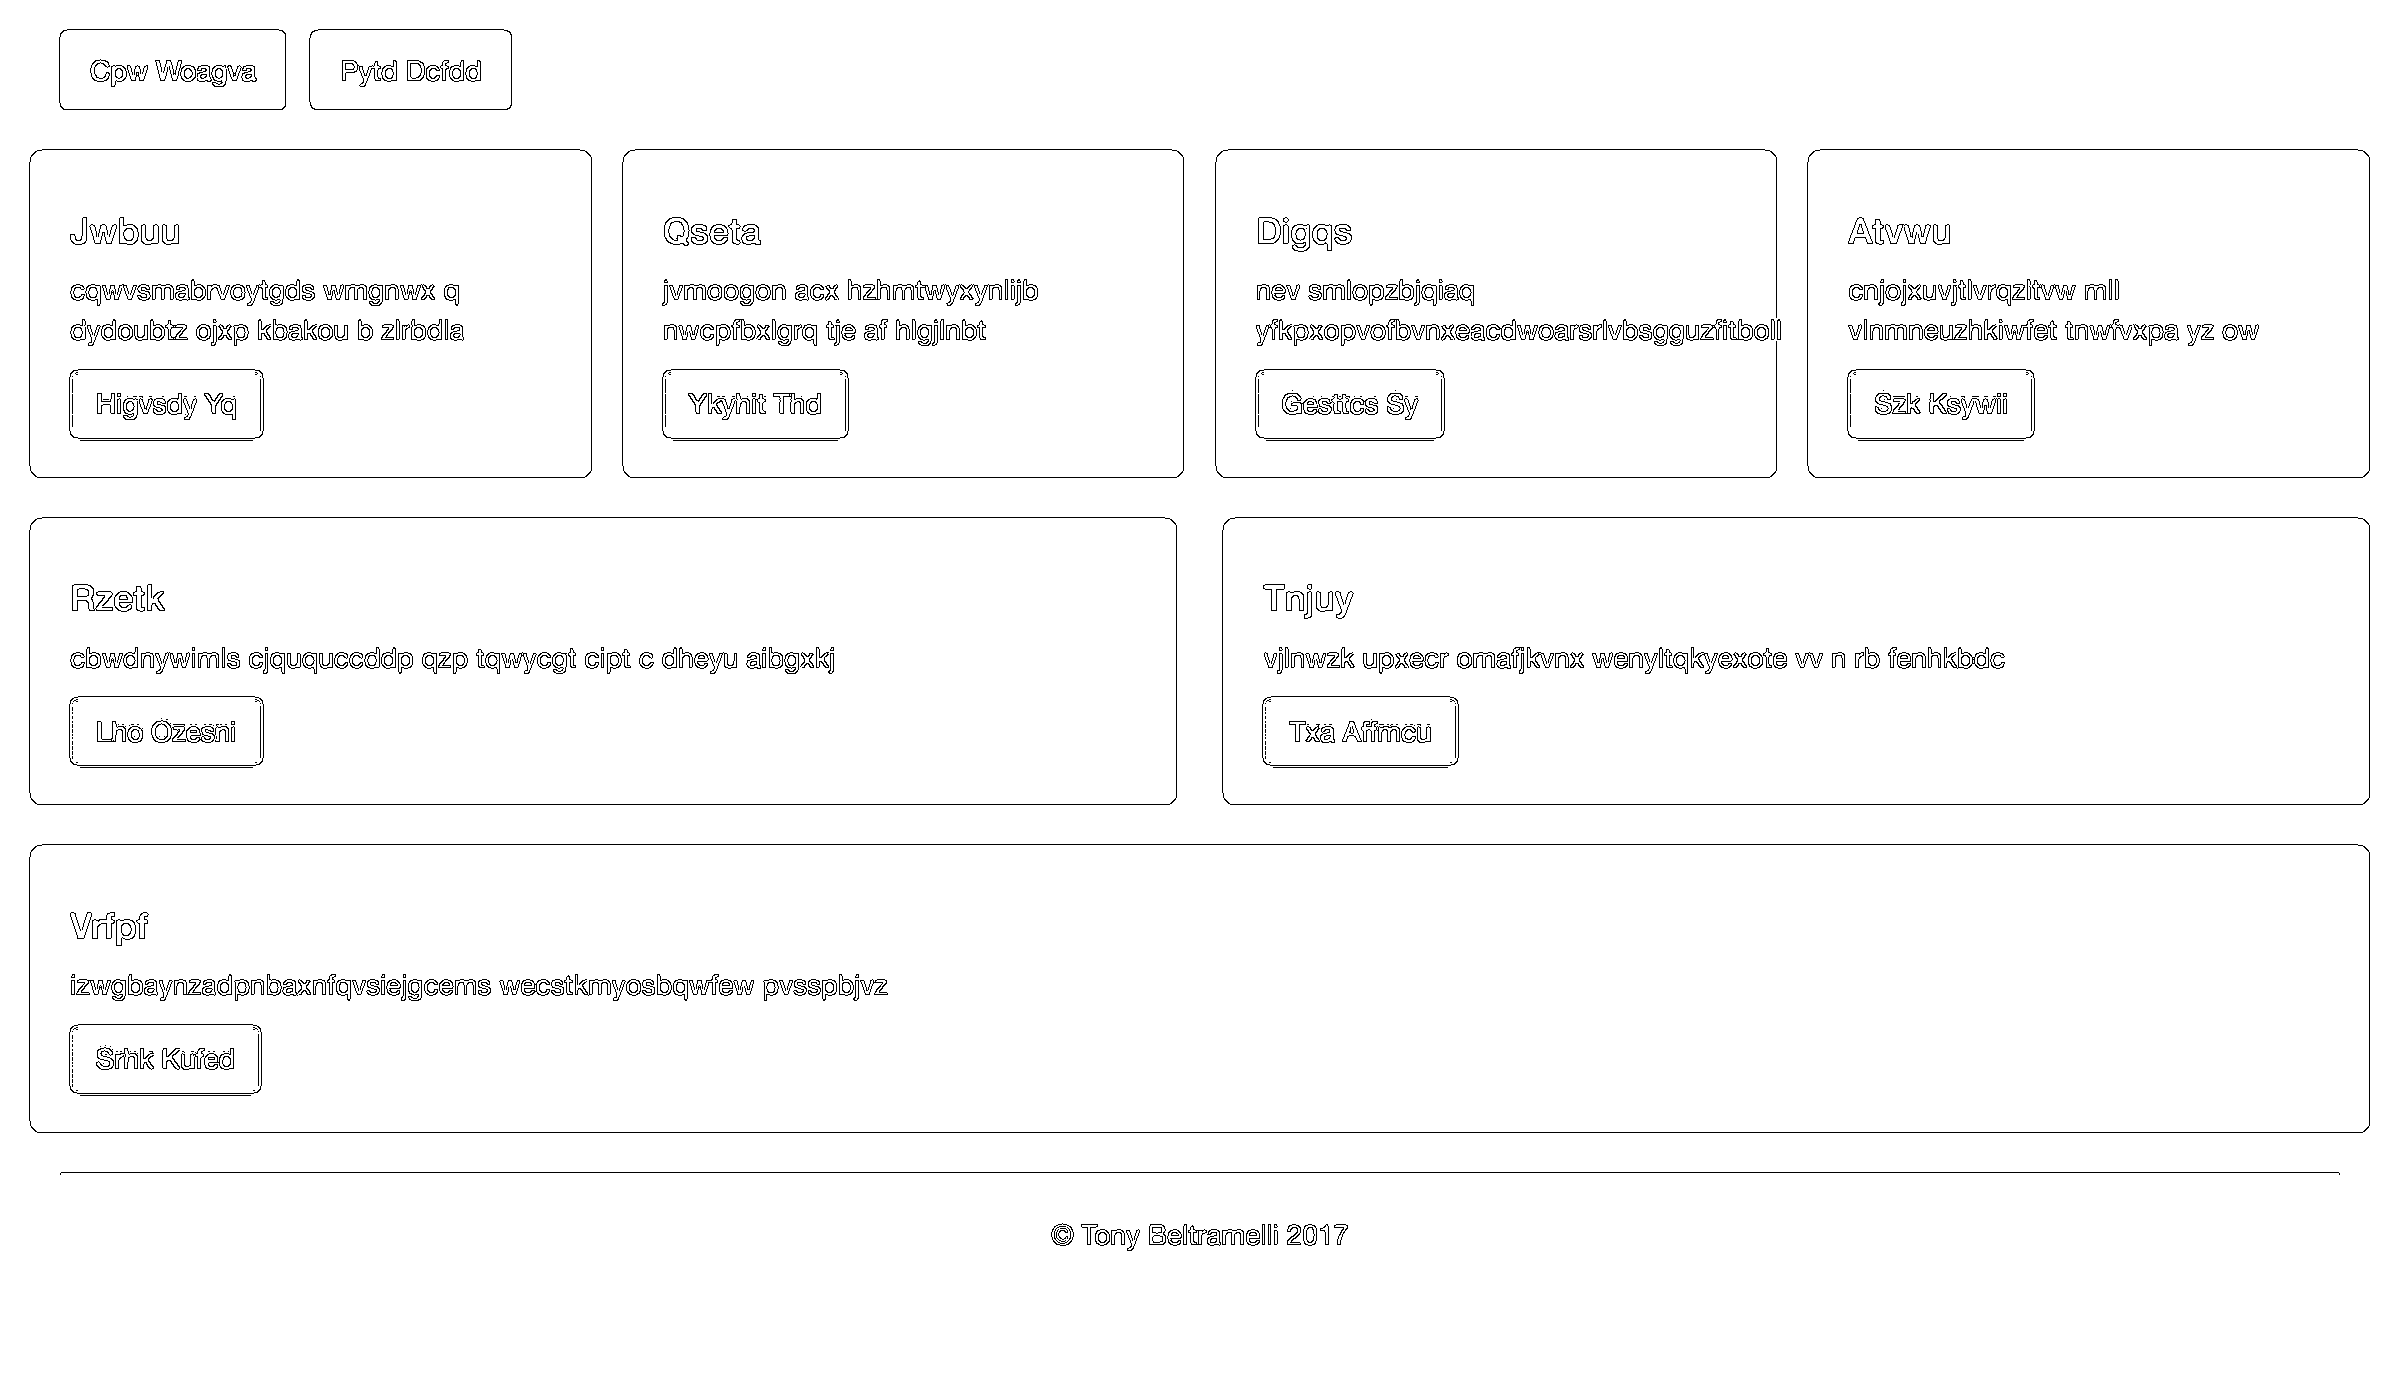 Cpw Woagva
Pytd Dcfdd
Jwbuu
cqwvsmabrvoytgds wmgnwx q
dydoubtz ojxp kbakou b zlrbdla
Higvsdy Yq
Qseta
jvmoogon acx hzhmtwyxynlijb
nwcpfbxlgrq tje af hlgjlnbt
Ykyhit Thd
Digqs
nev smlopzbjqiaq
yfkpxopvofbvnxeacdwoarsrlvbsgguzfitboll
Gesttcs Sy
Atvwu
cnjojxuvjtlvrqzltvw mll
vlnmneuzhkiwfet tnwfvxpa yz ow
Szk Ksywii
Rzetk
cbwdnywimls cjququccddp qzp tqwycgt cipt c dheyu aibgxkj
Lho Ozesni
Tnjuy
vjlnwzk upxecr omafjkvnx wenyltqkyexote vv n rb fenhkbdc
Txa Affmcu
Vrfpf
izwgbaynzadpnbaxnfqvsiejgcems wecstkmyosbqwfew pvsspbjvz
Srhk Kufed
© Tony Beltramelli 2017